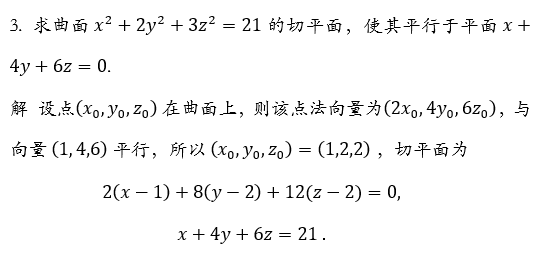 3. 求曲面 x² + 2y² + 3z² = 21 的切平面，使其平行于平面 x +
4y + 6z = 0.
解 设点(x₀, y₀, z₀) 在曲面上，则该点法向量为(2x₀, 4y₀, 6z₀)，与
向量 (1, 4,6) 平行，所以 (x₀, y₀, z₀) = (1,2,2) ，切平面为
2(x − 1) + 8(y − 2) + 12(z − 2) = 0,
x + 4y + 6z = 21 .